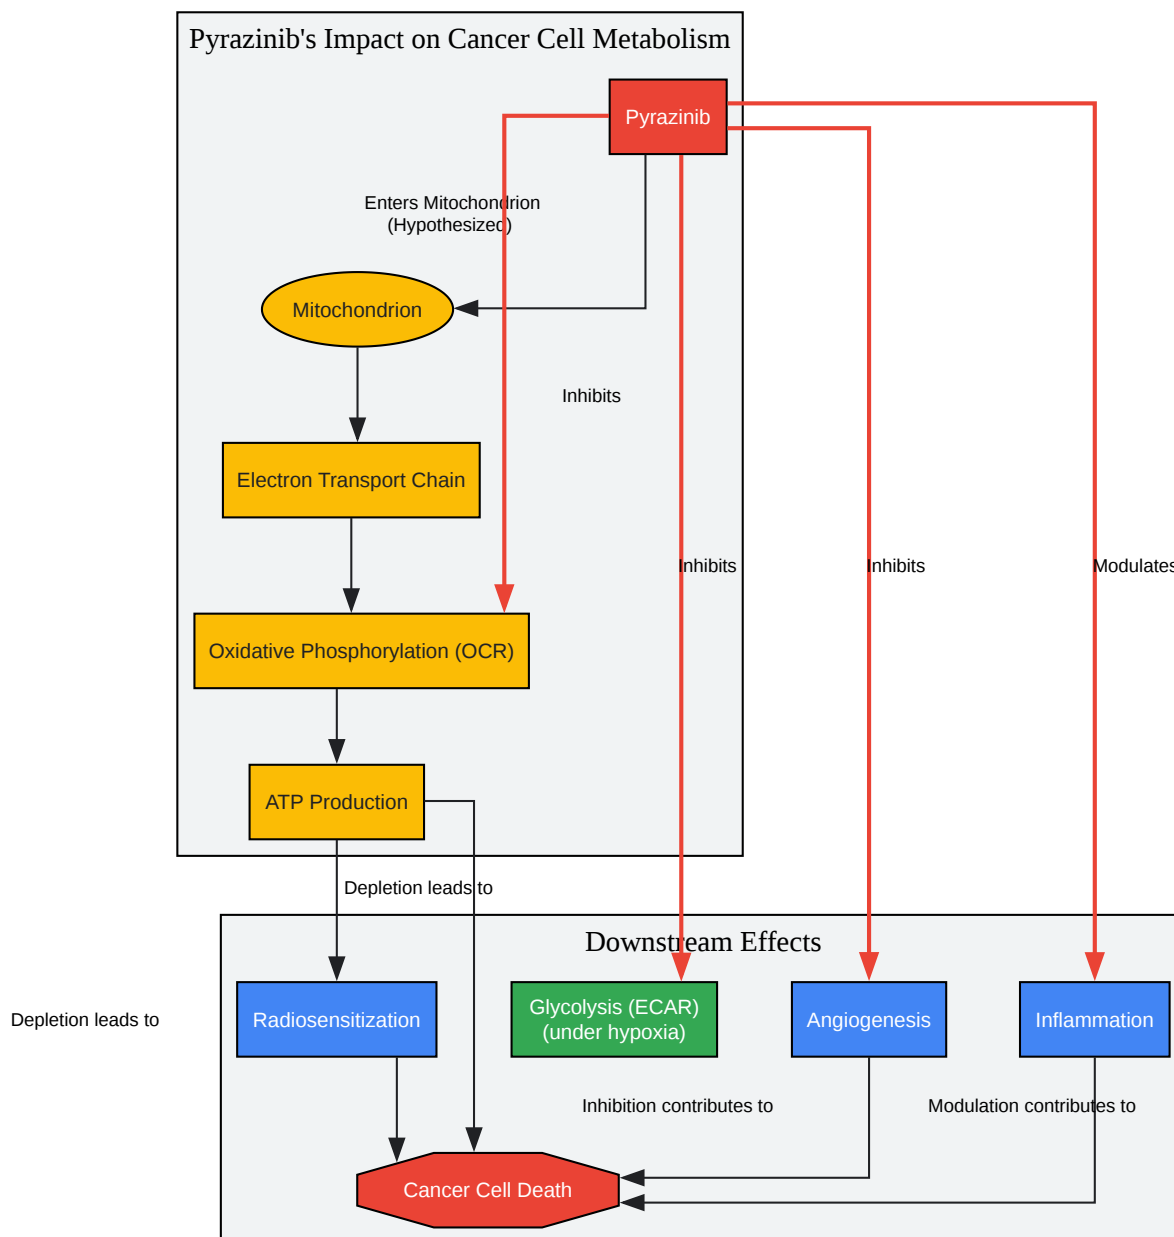 Pyrazinib's Impact on Cancer Cell Metabolism
Pyrazinib
Enters Mitochondrion
(Hypothesized)
Mitochondrion
Inhibits
Electron Transport Chain
Inhibits
Inhibits
Modulates
Oxidative Phosphorylation (OCR)
ATP Production
Depletion leads to
Downstream Effects
Depletion leads to
Radiosensitization
Glycolysis (ECAR)
(under hypoxia)
Angiogenesis
Inflammation
Inhibition contributes to
Modulation contributes to
Cancer Cell Death